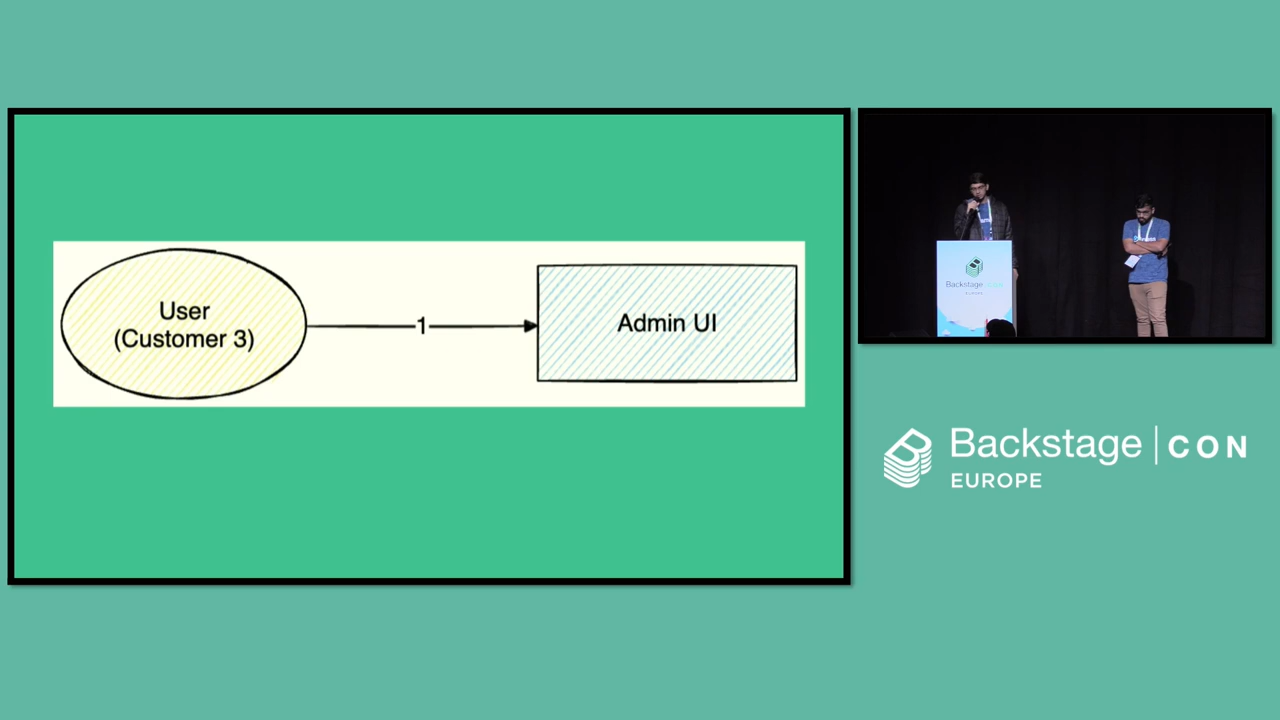 User
(Customer 3)
1
Admin UI
Backstage
Backstage | CON
EUROPE